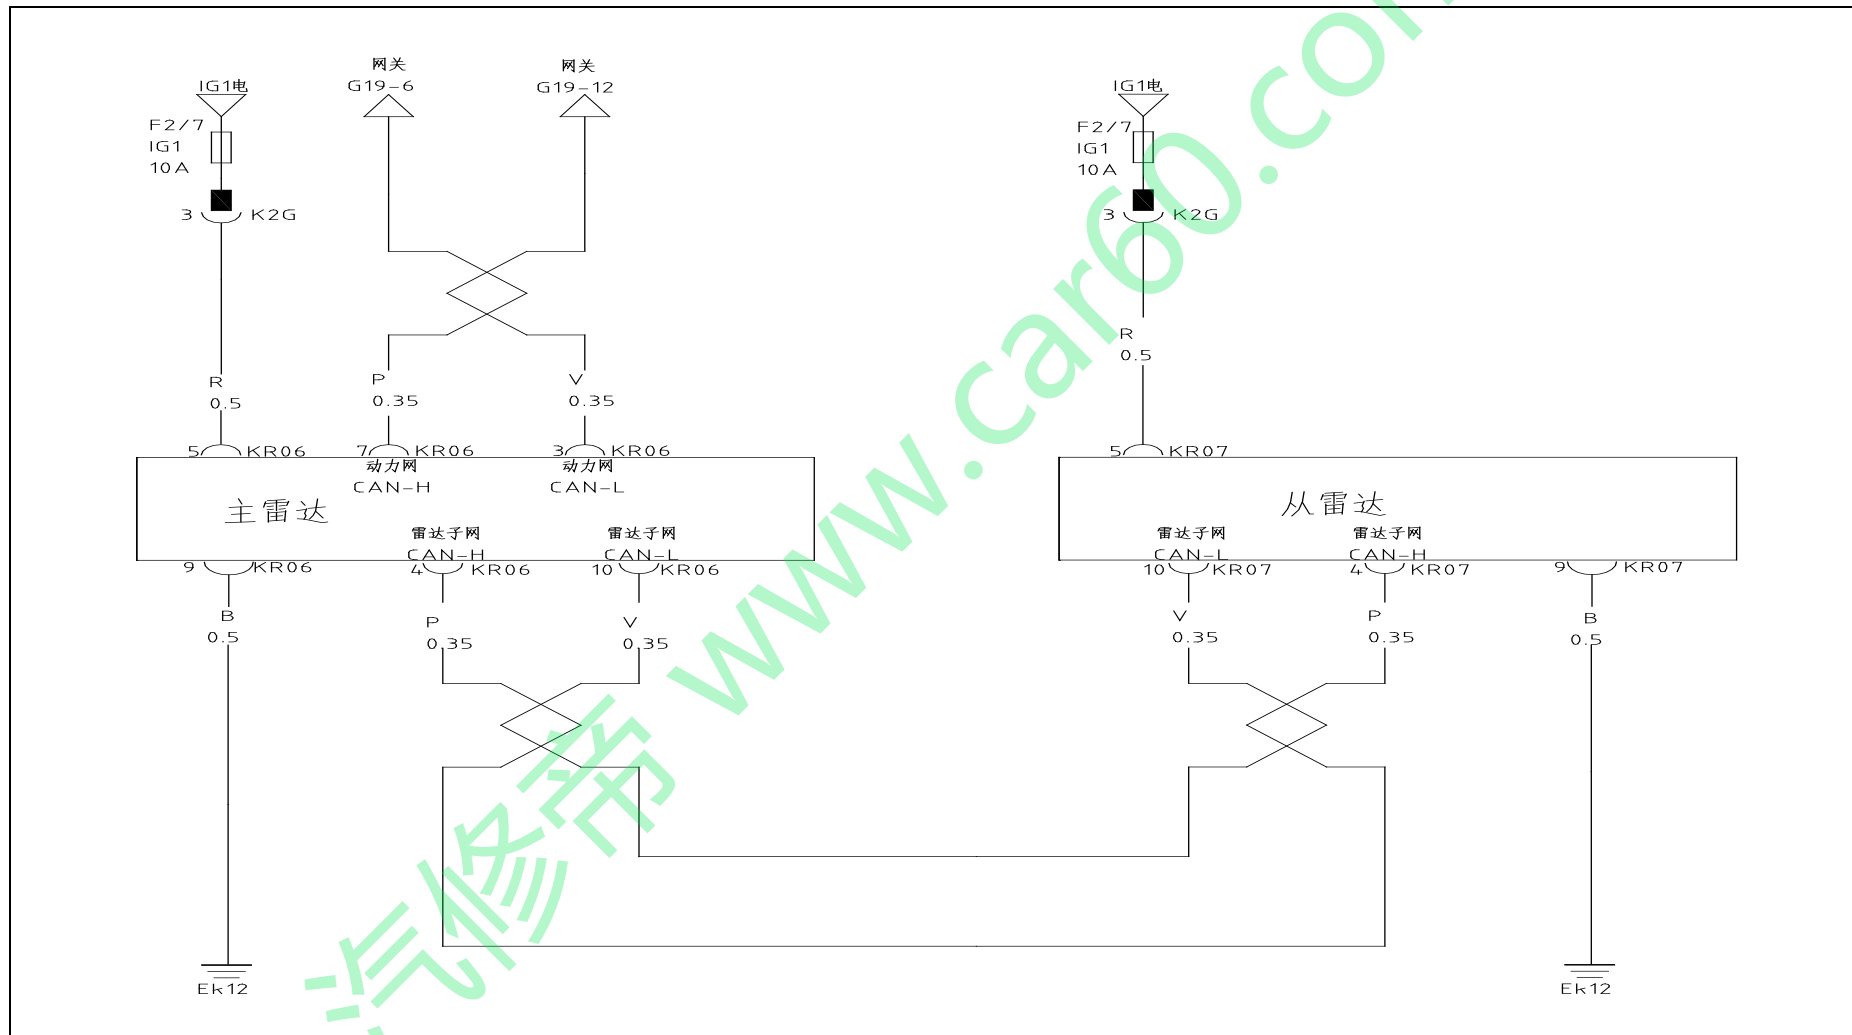 网关
网关
IG1电
G19-6
G19-12
IG1电
F2/7
IG1
10A
3
K2G
F2/7
IG1
10A
3
K2G
R
0.5
R
0.5
P
0.35
V
0.35
5
KR06
7
KR06
3
KR06
5
KR07
动力网
CAN-H
动力网
CAN-L
主雷达
从雷达
雷达子网
CAN-H
雷达子网
CAN-L
雷达子网
CAN-L
雷达子网
CAN-H
9
KR06
4
KR06
10
KR06
10
KR07
4
KR07
9
KR07
B
0.5
P
0.35
V
0.35
V
0.35
P
0.35
B
0.5
Ek12
Ek12
汽修帝 www.car60.com